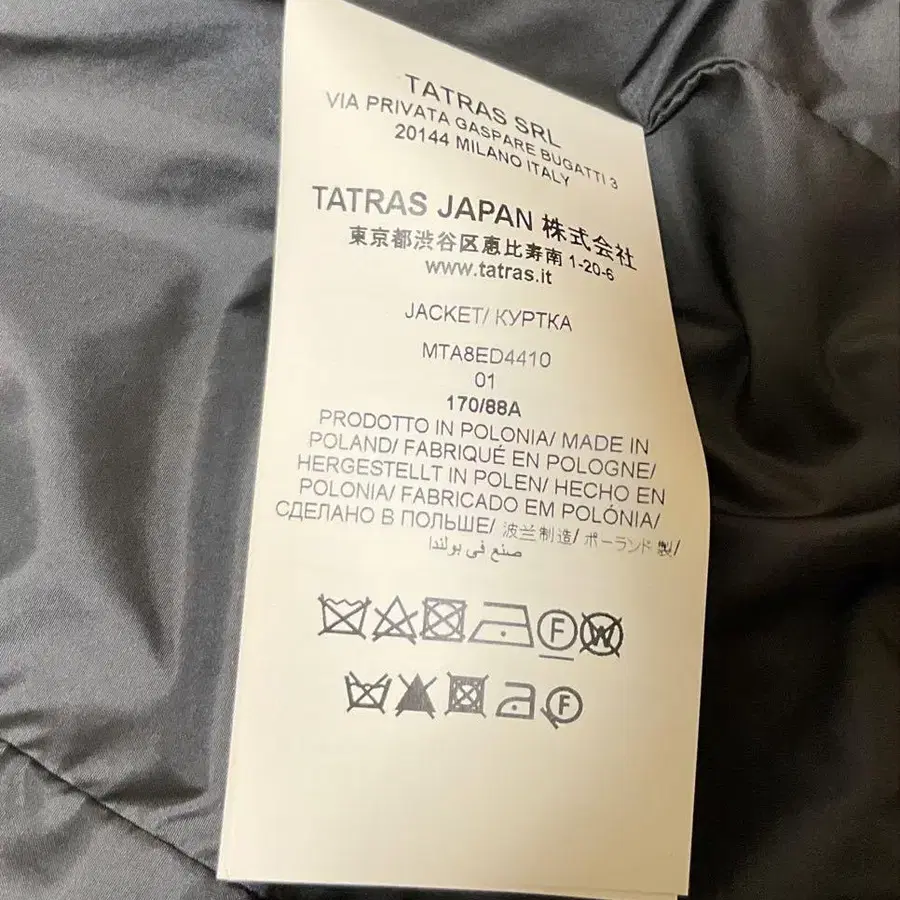 TATRAS SRL
VIA PRIVATA GASPARE BUGATTI 3
20144 MILANO ITALY
TATRAS JAPAN 株式会社
東京都渋谷区恵比寿南 1-20-6
www.tatras.it
JACKET/ КУРТКА
MTA8ED4410
01
170/88A
PRODOTTO IN POLONIA/ MADE IN
POLAND/ FABRIQUÉ EN POLOGNE/
HERGESTELLT IN POLEN/ HECHO EN
POLONIA/ FABRICADO EM POLÓNIA/
СДЕЛАНО В ПОЛЬШЕ/ 波兰制造/ ポーランド製/
صنع في بولندا
F W
F